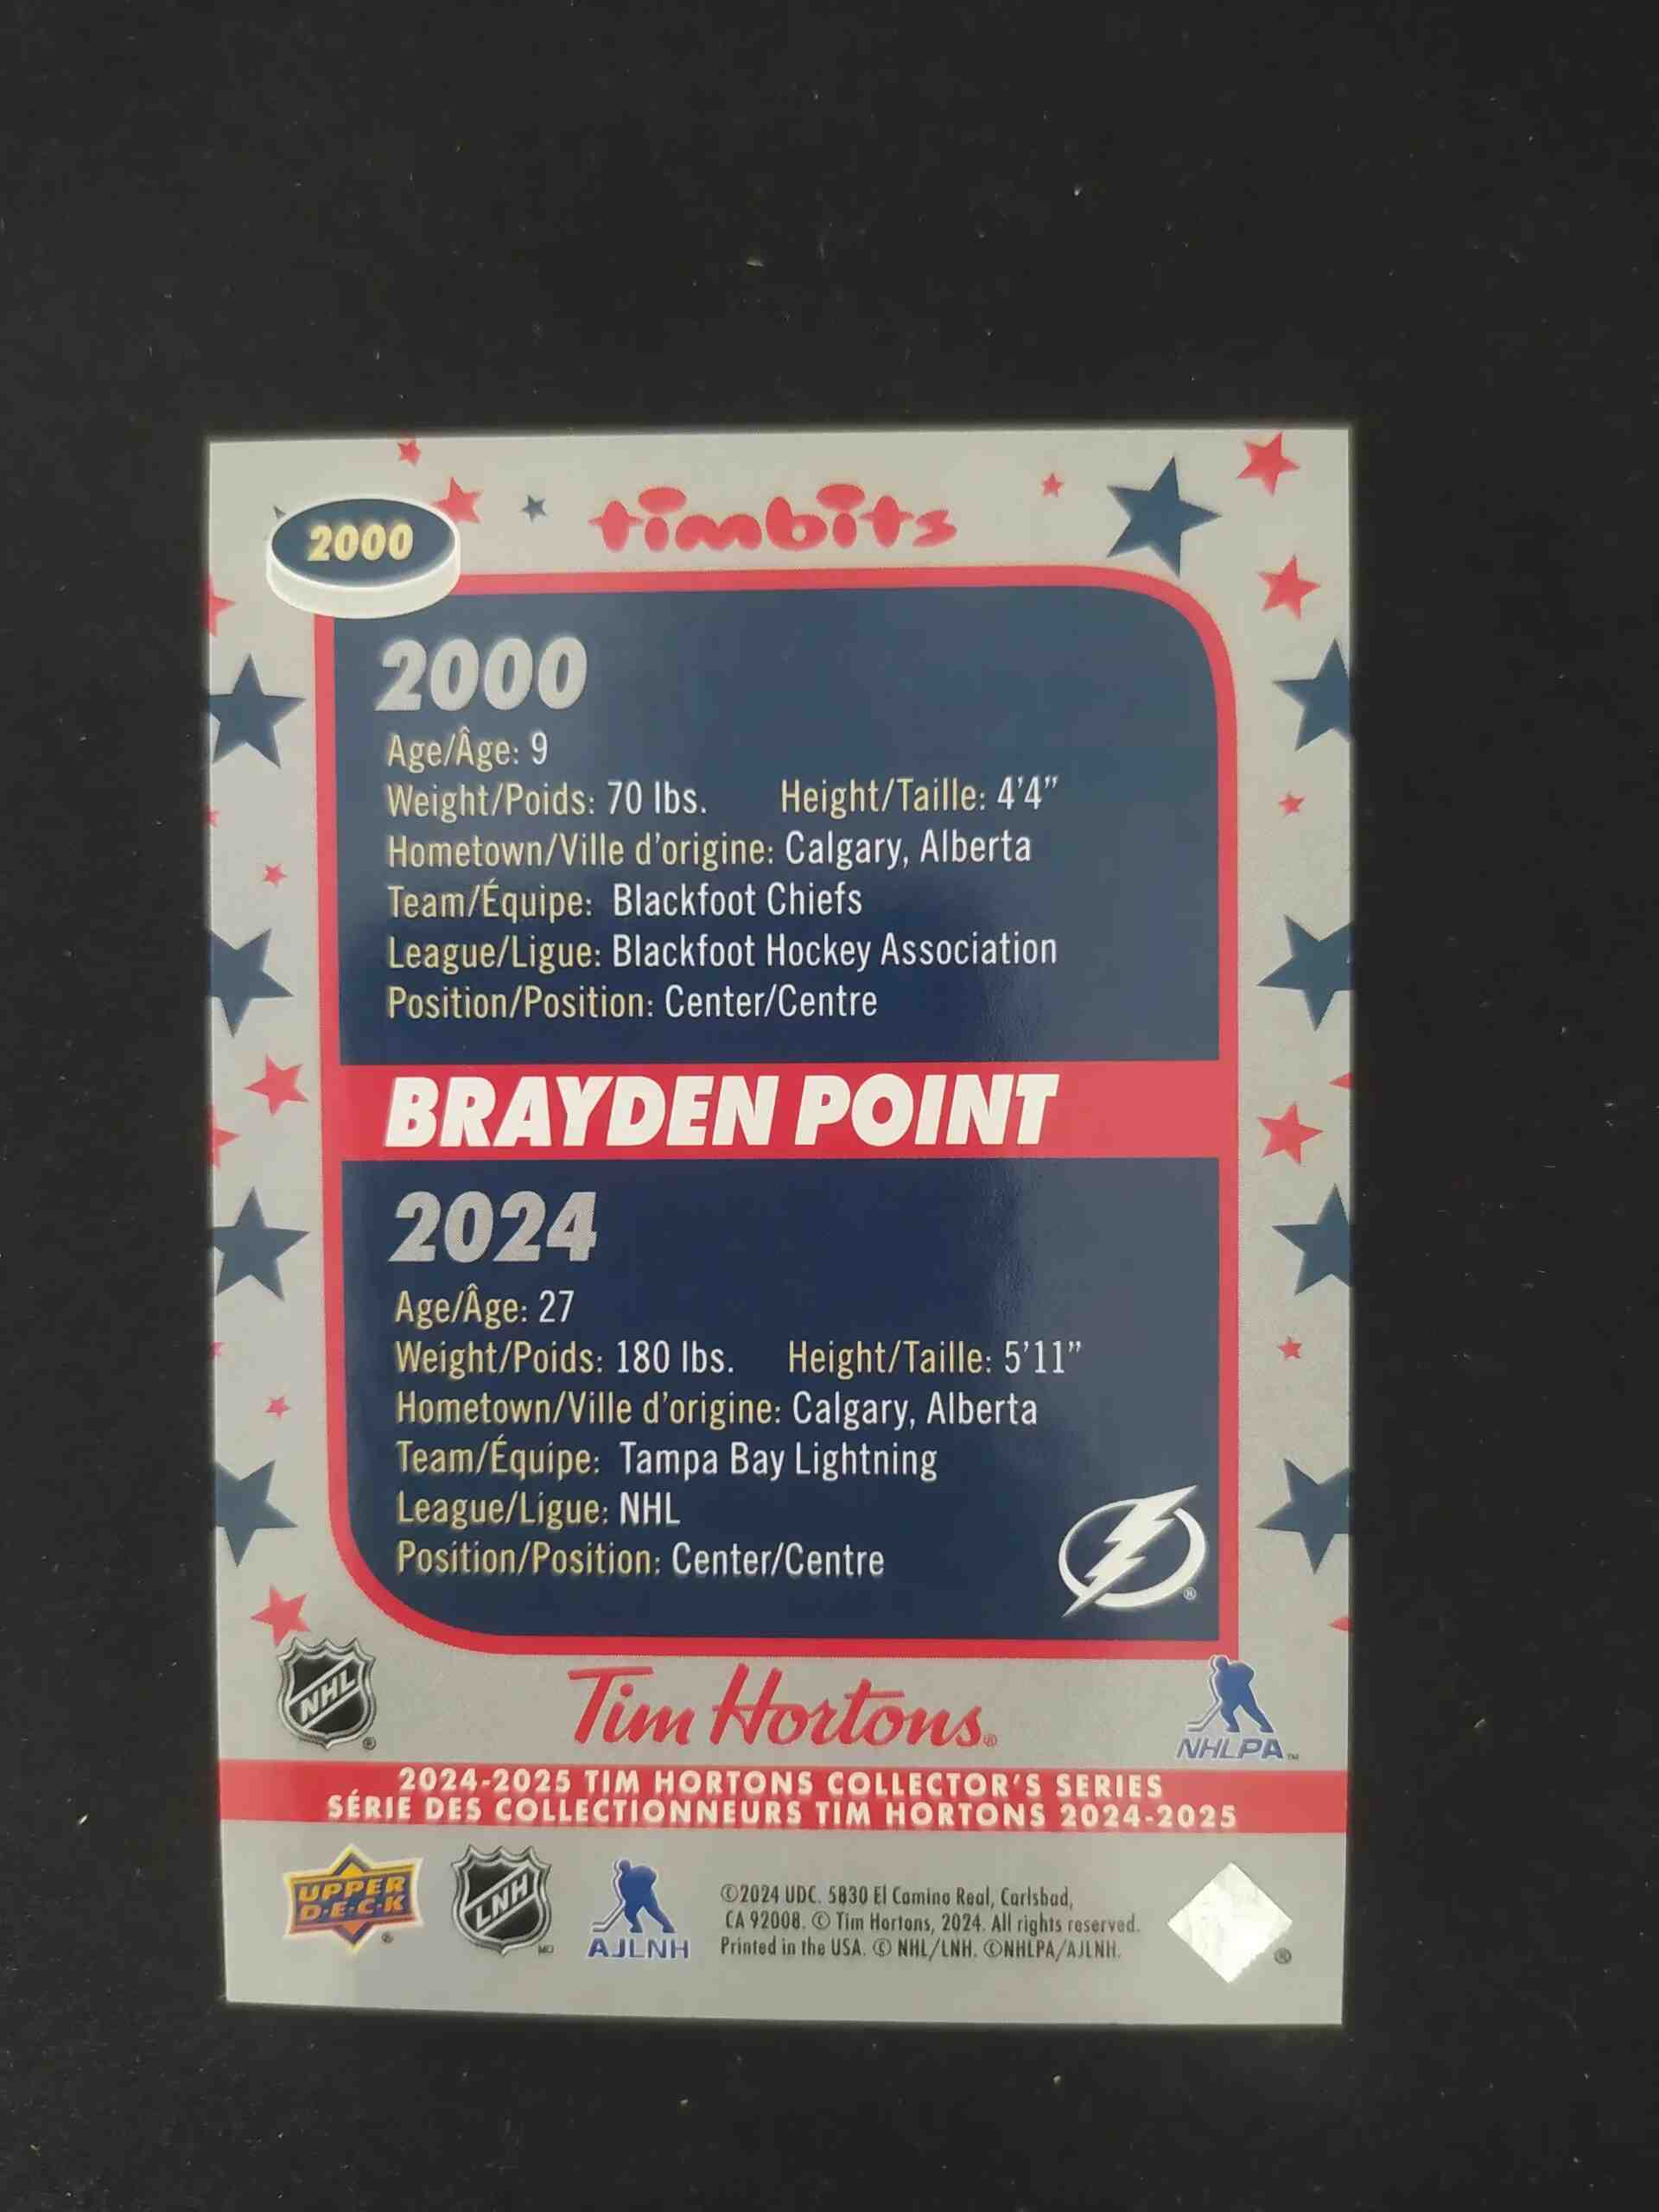 2000
timbits
2000
Age/Âge: 9
Weight/Poids: 70 lbs. Height/Taille: 4'4”
Hometown/Ville d'origine: Calgary, Alberta
Team/Équipe: Blackfoot Chiefs
League/Ligue: Blackfoot Hockey Association
Position/Position: Center/Centre
BRAYDEN POINT
2024
Age/Âge: 27
Weight/Poids: 180 lbs. Height/Taille: 5'11”
Hometown/Ville d'origine: Calgary, Alberta
Team/Équipe: Tampa Bay Lightning
League/Ligue: NHL
Position/Position: Center/Centre
®
NHL ®
Tim Hortons®
NHLPA™
2024-2025 TIM HORTONS COLLECTOR'S SERIES
SÉRIE DES COLLECTIONNEURS TIM HORTONS 2024-2025
UPPER
D·E·C·K ®
LNH MD
AJLNH
©2024 UDC. 5830 El Camino Real, Carlsbad,
CA 92008. © Tim Hortons, 2024. All rights reserved.
Printed in the USA. © NHL/LNH. ©NHLPA/AJLNH.
®